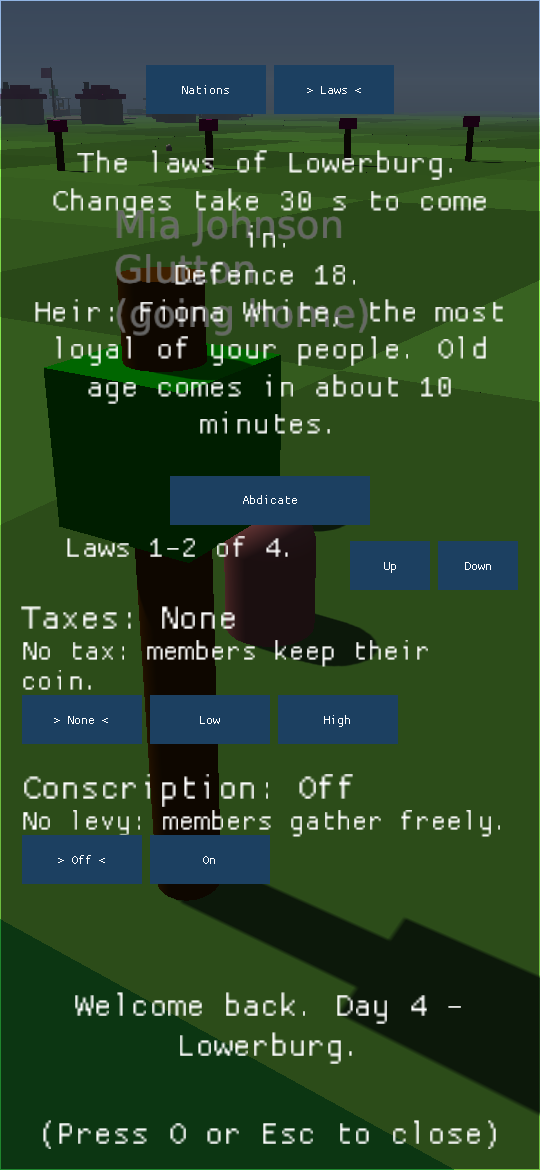 Nations
> Laws <
The laws of Lowerburg.
Changes take 30 s to come
in.
Mia Johnson
Glutton
(going home)
Defence 18.
Heir: Fiona White, the most
loyal of your people. Old
age comes in about 10
minutes.
Abdicate
Laws 1-2 of 4.
Up
Down
Taxes: None
No tax: members keep their
coin.
> None <
Low
High
Conscription: Off
No levy: members gather freely.
> Off <
On
Welcome back. Day 4 -
Lowerburg.
(Press O or Esc to close)